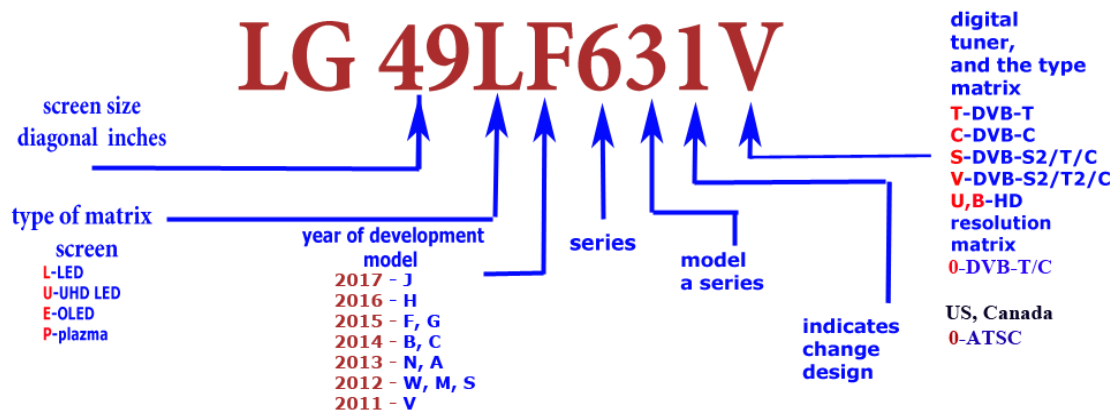 LG 49LF631V
screen size
diagonal inches
type of matrix
screen
L-LED
U-UHD LED
E-OLED
P-plazma
year of development
model
2017 - J
2016 - H
2015 - F, G
2014 - B, C
2013 - N, A
2012 - W, M, S
2011 - V
series
model
a series
indicates
change
design
digital
tuner,
and the type
matrix
T-DVB-T
C-DVB-C
S-DVB-S2/T/C
V-DVB-S2/T2/C
U,B-HD
resolution
matrix
0-DVB-T/C
US, Canada
0-ATSC